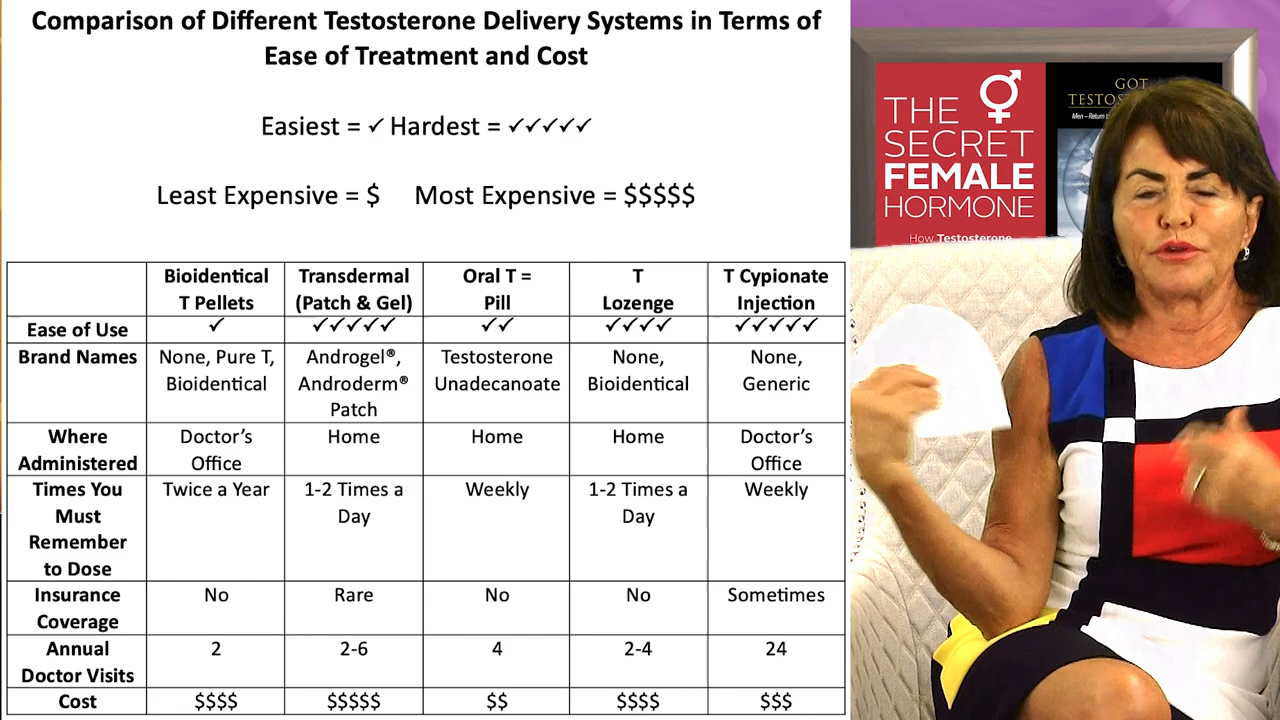 Comparison of Different Testosterone Delivery Systems in Terms of
Ease of Treatment and Cost
Easiest = ✓ Hardest = ✓✓✓✓✓
Least Expensive = $ Most Expensive = $$$$$
Bioidentical T Pellets | Transdermal (Patch & Gel) | Oral T = Pill | T Lozenge | T Cypionate Injection
Ease of Use | ✓ | ✓✓✓✓✓ | ✓✓ | ✓✓✓✓ | ✓✓✓✓✓
Brand Names | None, Pure T, Bioidentical | Androgel®, Androderm® Patch | Testosterone Unadecanoate | None, Bioidentical | None, Generic
Where Administered | Doctor’s Office | Home | Home | Home | Doctor’s Office
Times You Must Remember to Dose | Twice a Year | 1-2 Times a Day | Weekly | 1-2 Times a Day | Weekly
Insurance Coverage | No | Rare | No | No | Sometimes
Annual Doctor Visits | 2 | 2-6 | 4 | 2-4 | 24
Cost | $$$$ | $$$$$ | $$ | $$$$ | $$$
THE
SECRET
FEMALE
HORMONE
How Testosterone
GOT
Men – Return